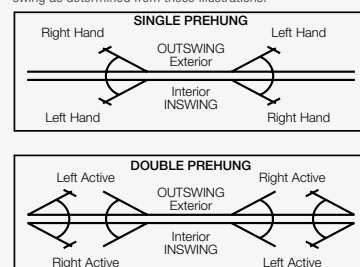 swing as determined from these illustrations.
SINGLE PREHUNG
Right Hand
Left Hand
OUTSWING
Exterior
Interior
INSWING
Left Hand
Right Hand
DOUBLE PREHUNG
Left Active
Right Active
OUTSWING
Exterior
Interior
INSWING
Right Active
Left Active